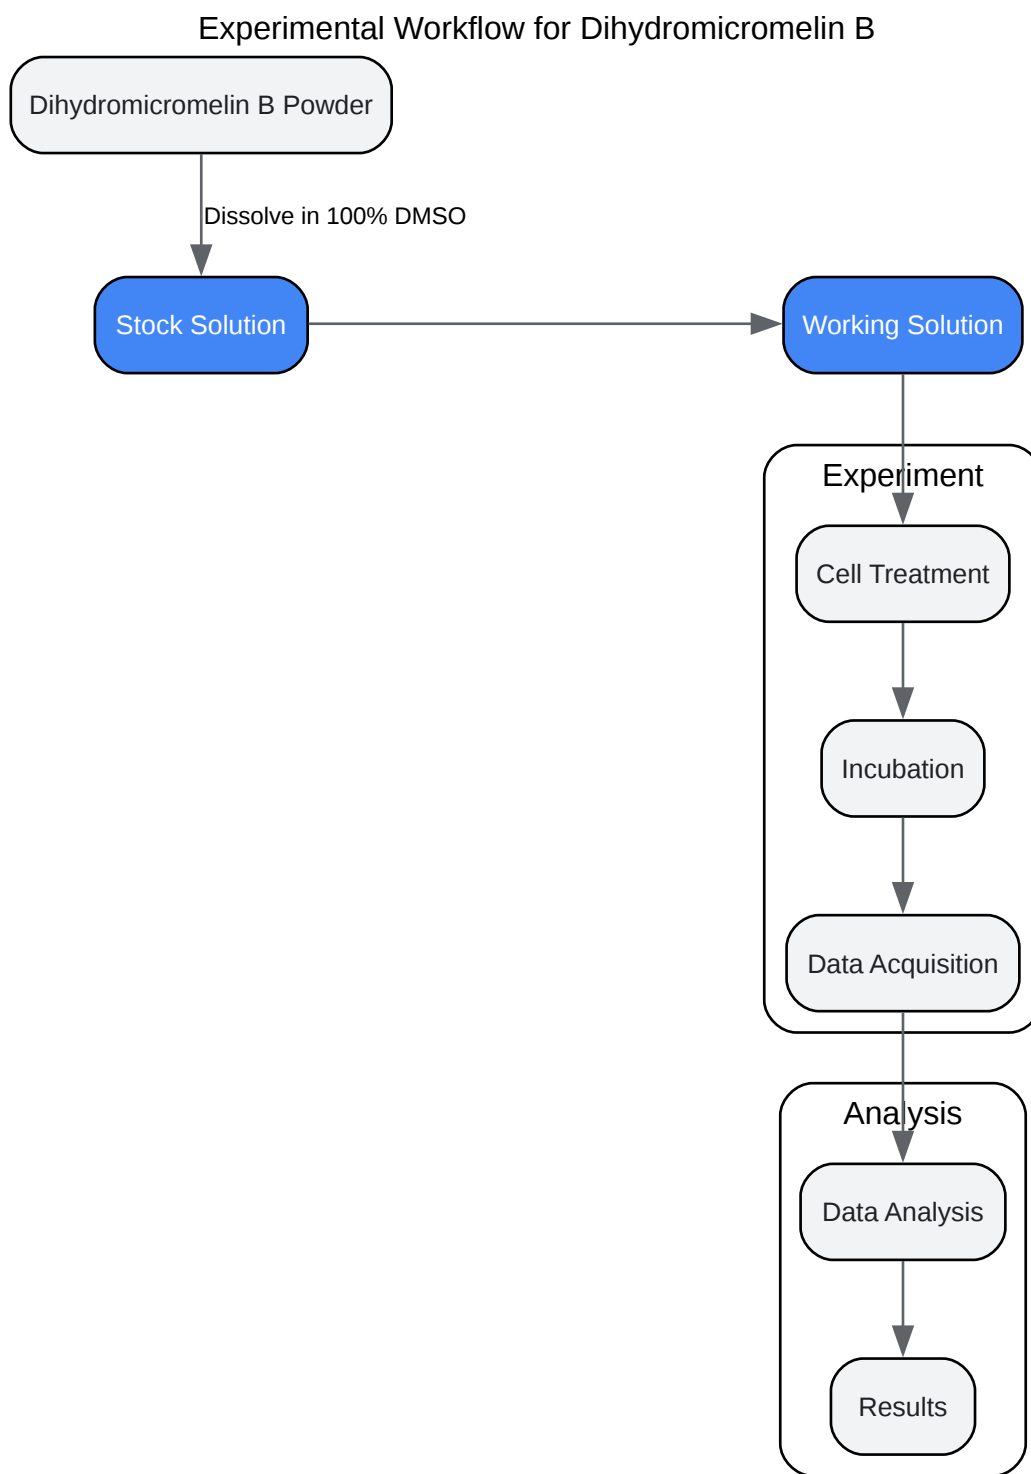 Experimental Workflow for Dihydromicromelin B
Dihydromicromelin B Powder
Dissolve in 100% DMSO
Stock Solution
Working Solution
Experiment
Cell Treatment
Incubation
Data Acquisition
Analysis
Data Analysis
Results